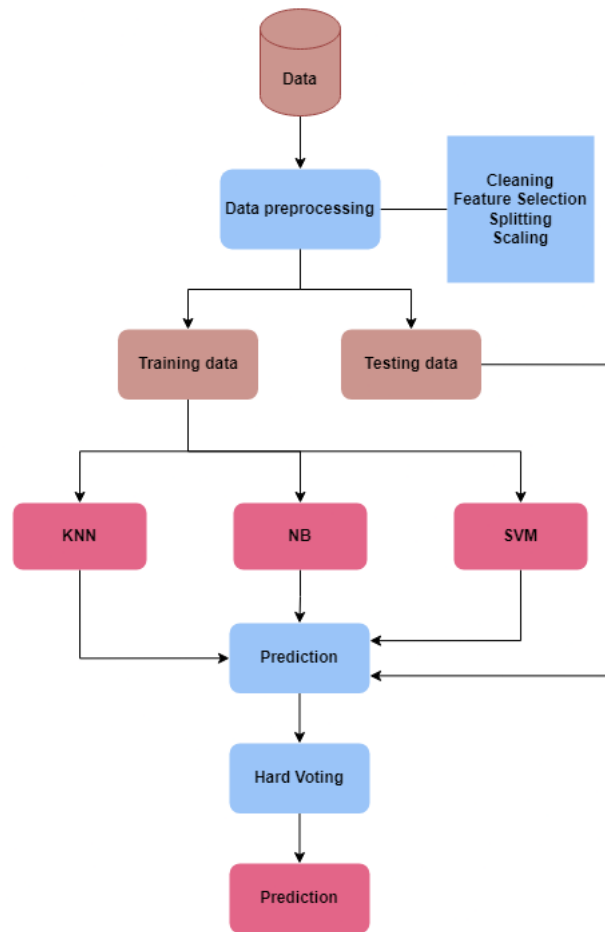 Data
Data preprocessing
Cleaning
Feature Selection
Splitting
Scaling
Training data
Testing data
KNN
NB
SVM
Prediction
Hard Voting
Prediction